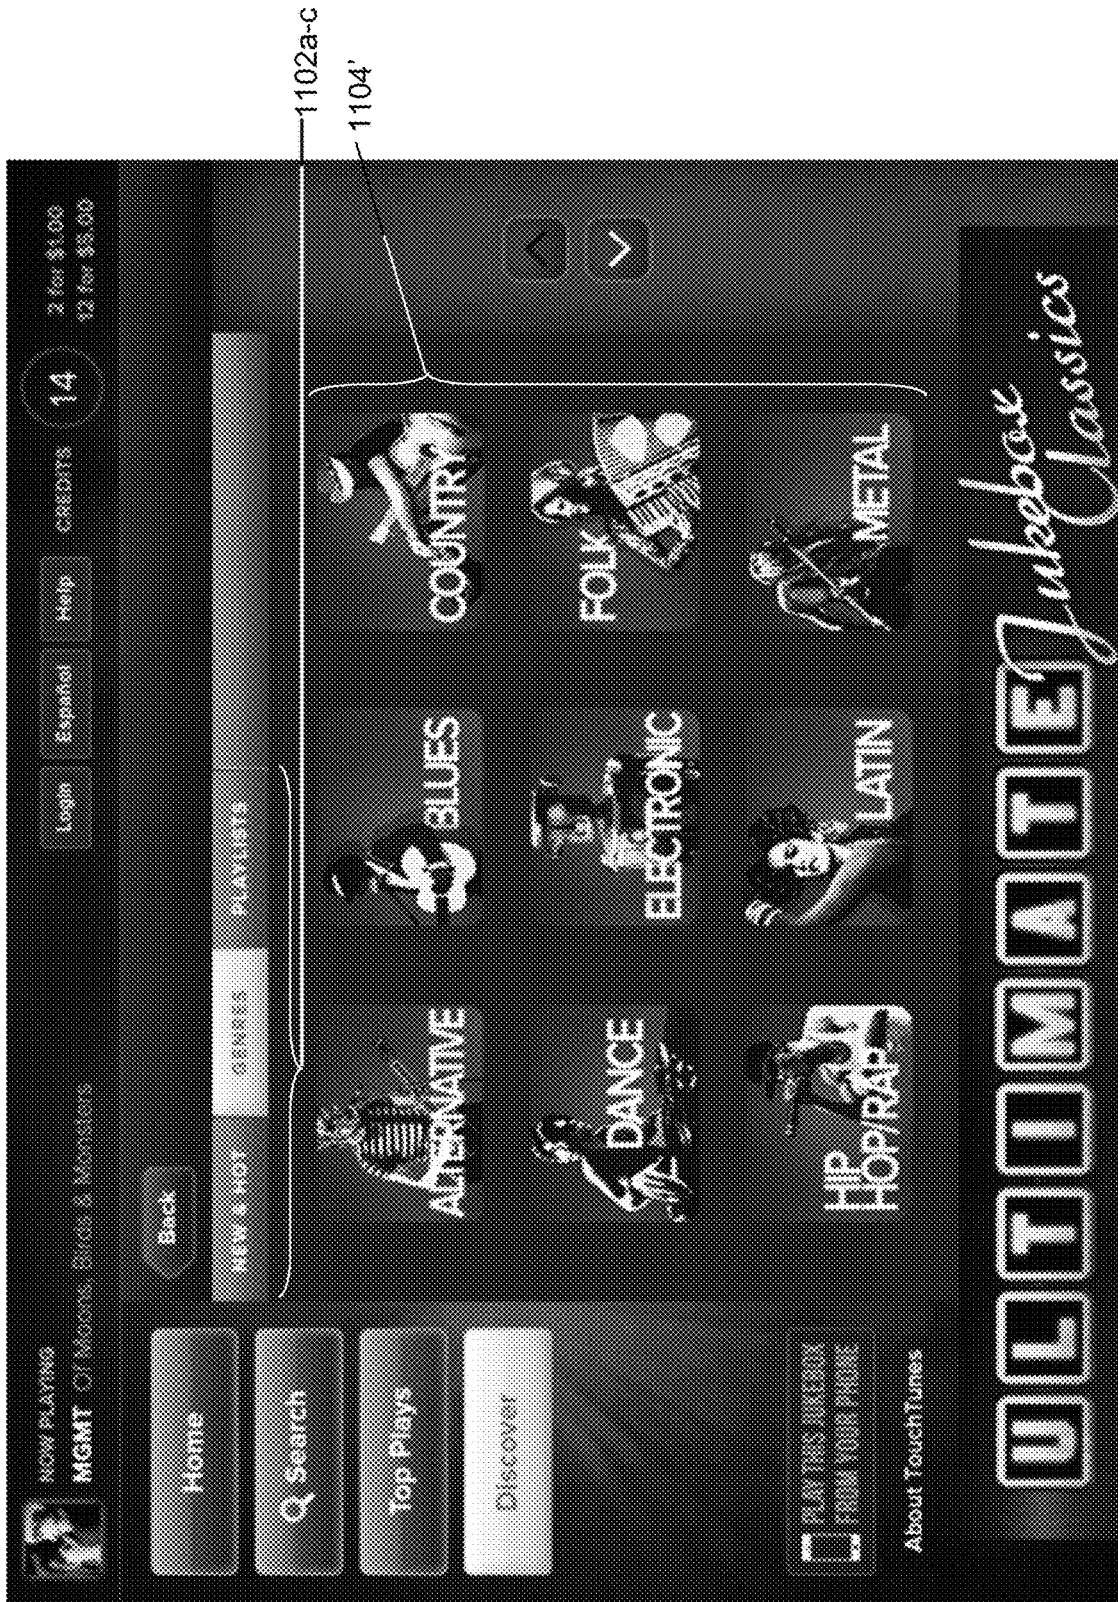 NOW PLAYING
MGMT Of Moons, Birds & Monsters
Login
Español
Help
CREDITS
14
2 for $1.00
12 for $5.00
Back
NEW & HOT
GENRES
PLAYLISTS
1102a-c
1104'
Home
Search
Top Plays
Discover
ALTERNATIVE
BLUES
COUNTRY
DANCE
ELECTRONIC
FOLK
HIP
HOP/RAP
LATIN
METAL
PLAY THIS JUKEBOX
FROM YOUR PHONE
About TouchTunes
ULTIMATE Jukebox
Classics